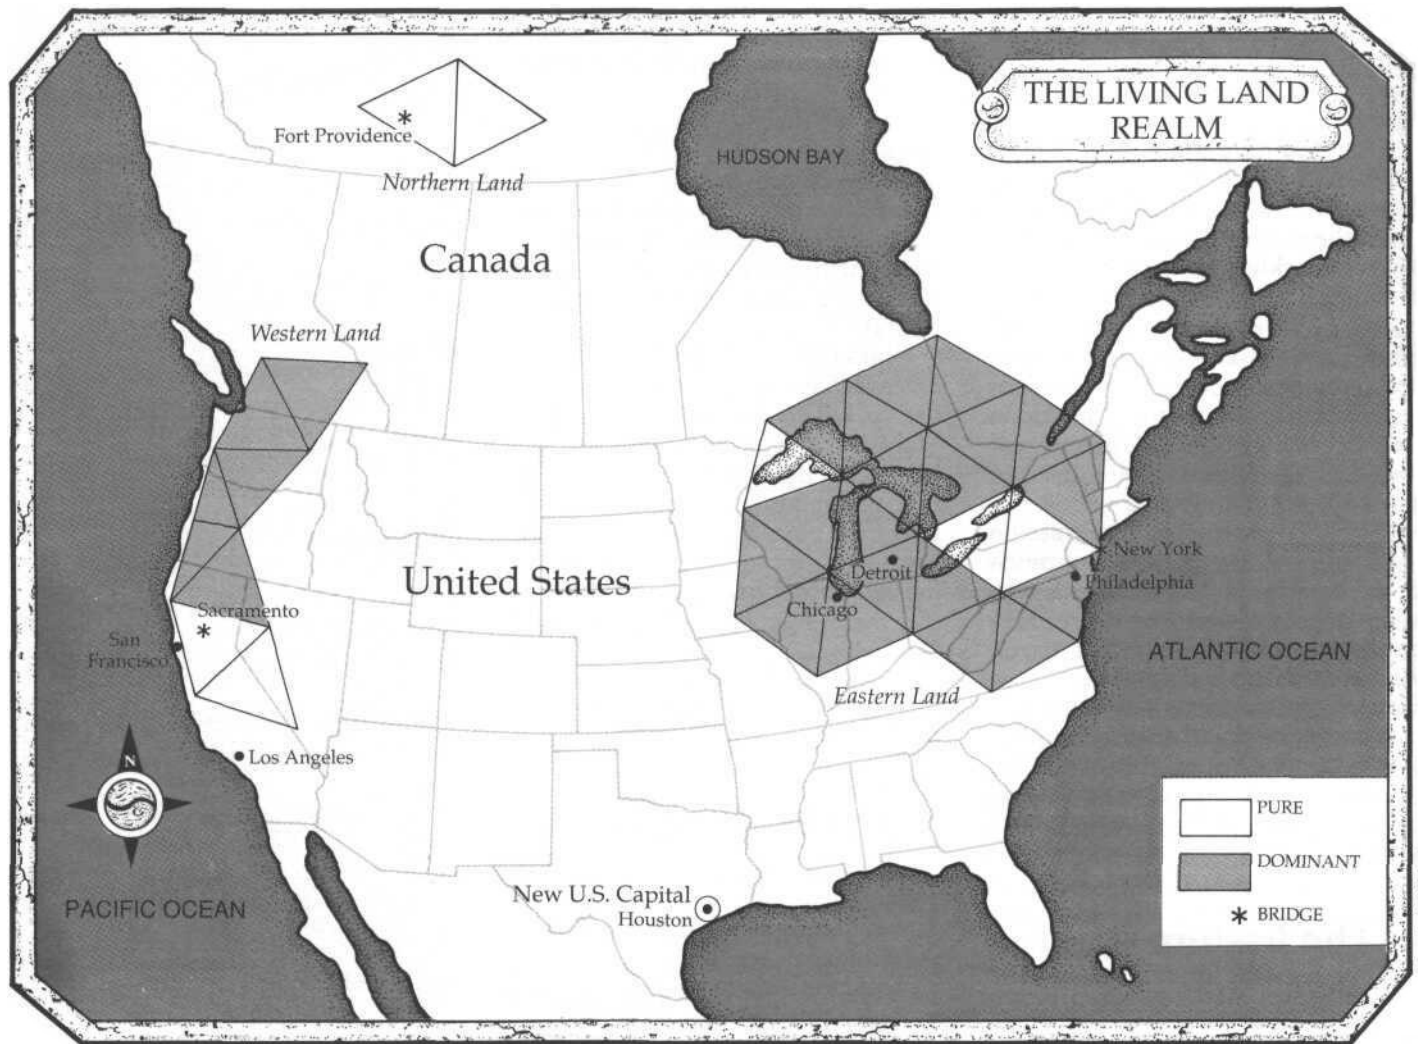 THE LIVING LAND
REALM
Fort Providence
HUDSON BAY
Northern Land
Canada
Western Land
New York
United States
Detroit
Philadelphia
Chicago
Sacramento
San
Francisco
ATLANTIC OCEAN
Eastern Land
Los Angeles
N
PURE
DOMINANT
New U.S. Capital
Houston
PACIFIC OCEAN
BRIDGE